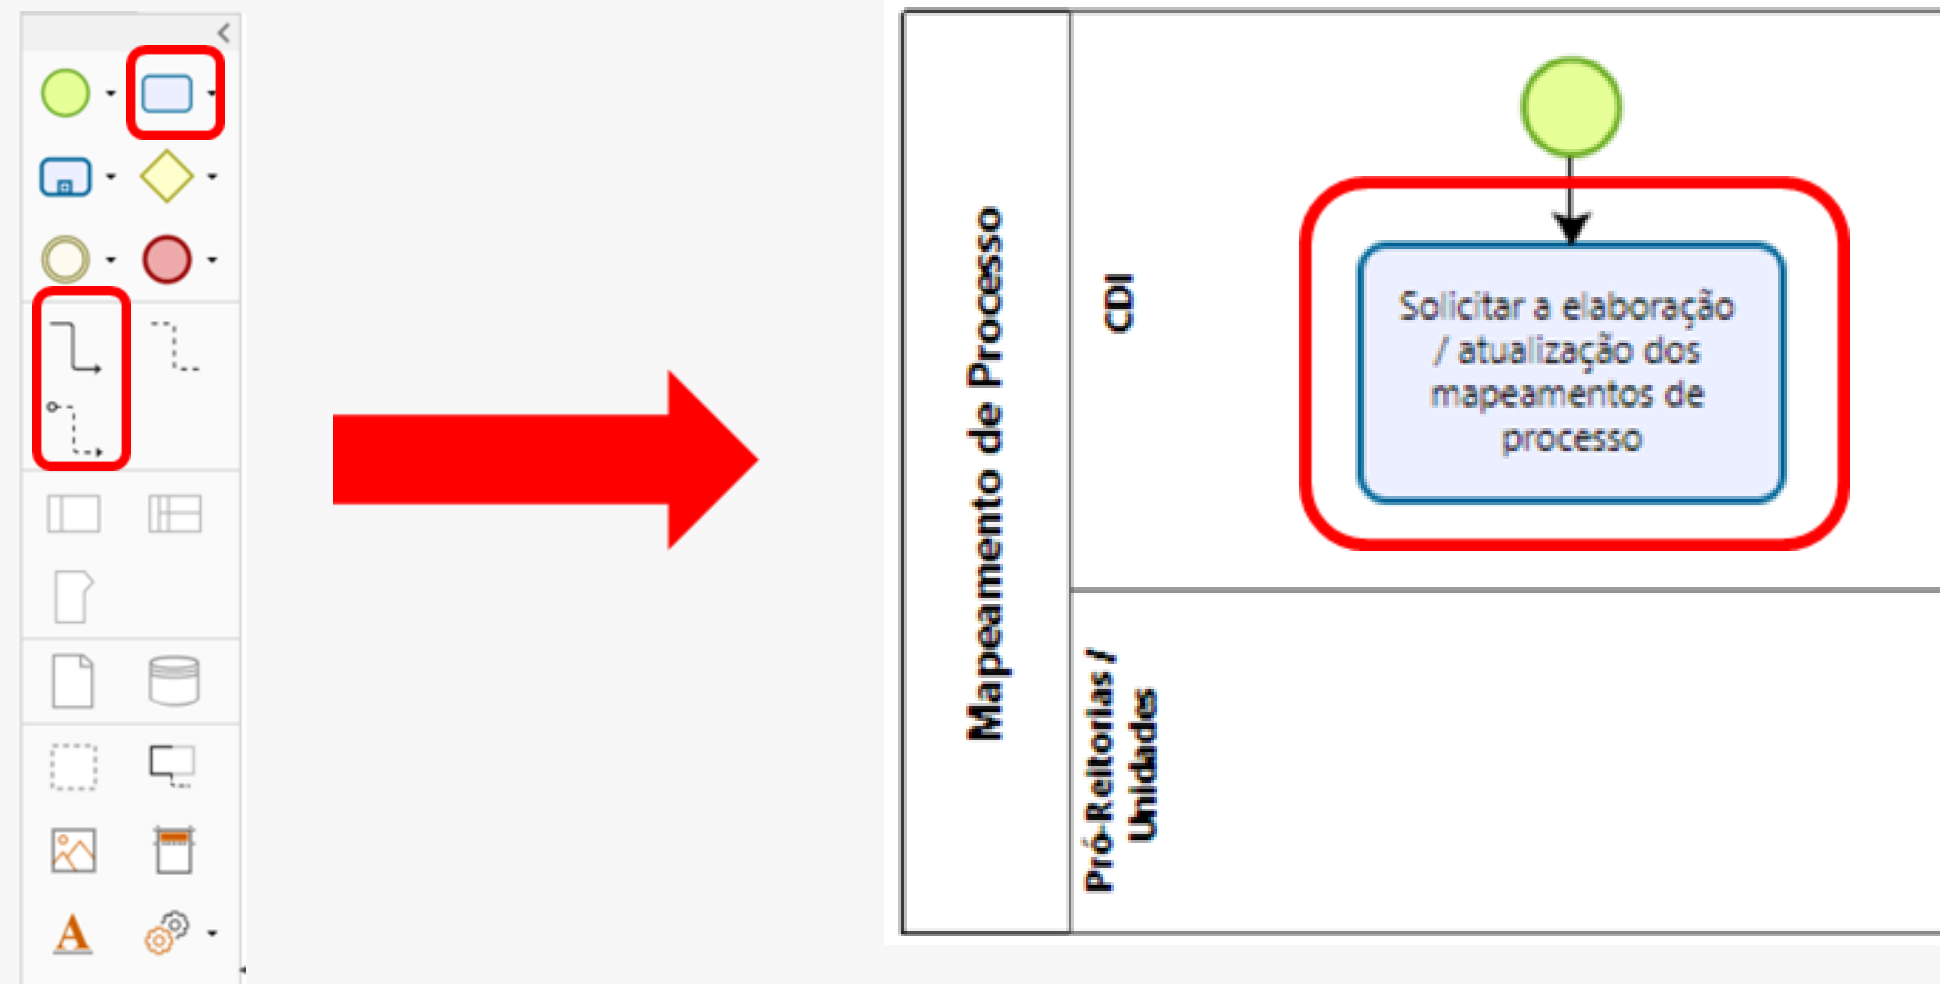 Mapeamento de Processo
CDI
Solicitar a elaboração
/ atualização dos
mapeamentos de
processo
Pró-Reitorias /
Unidades
A